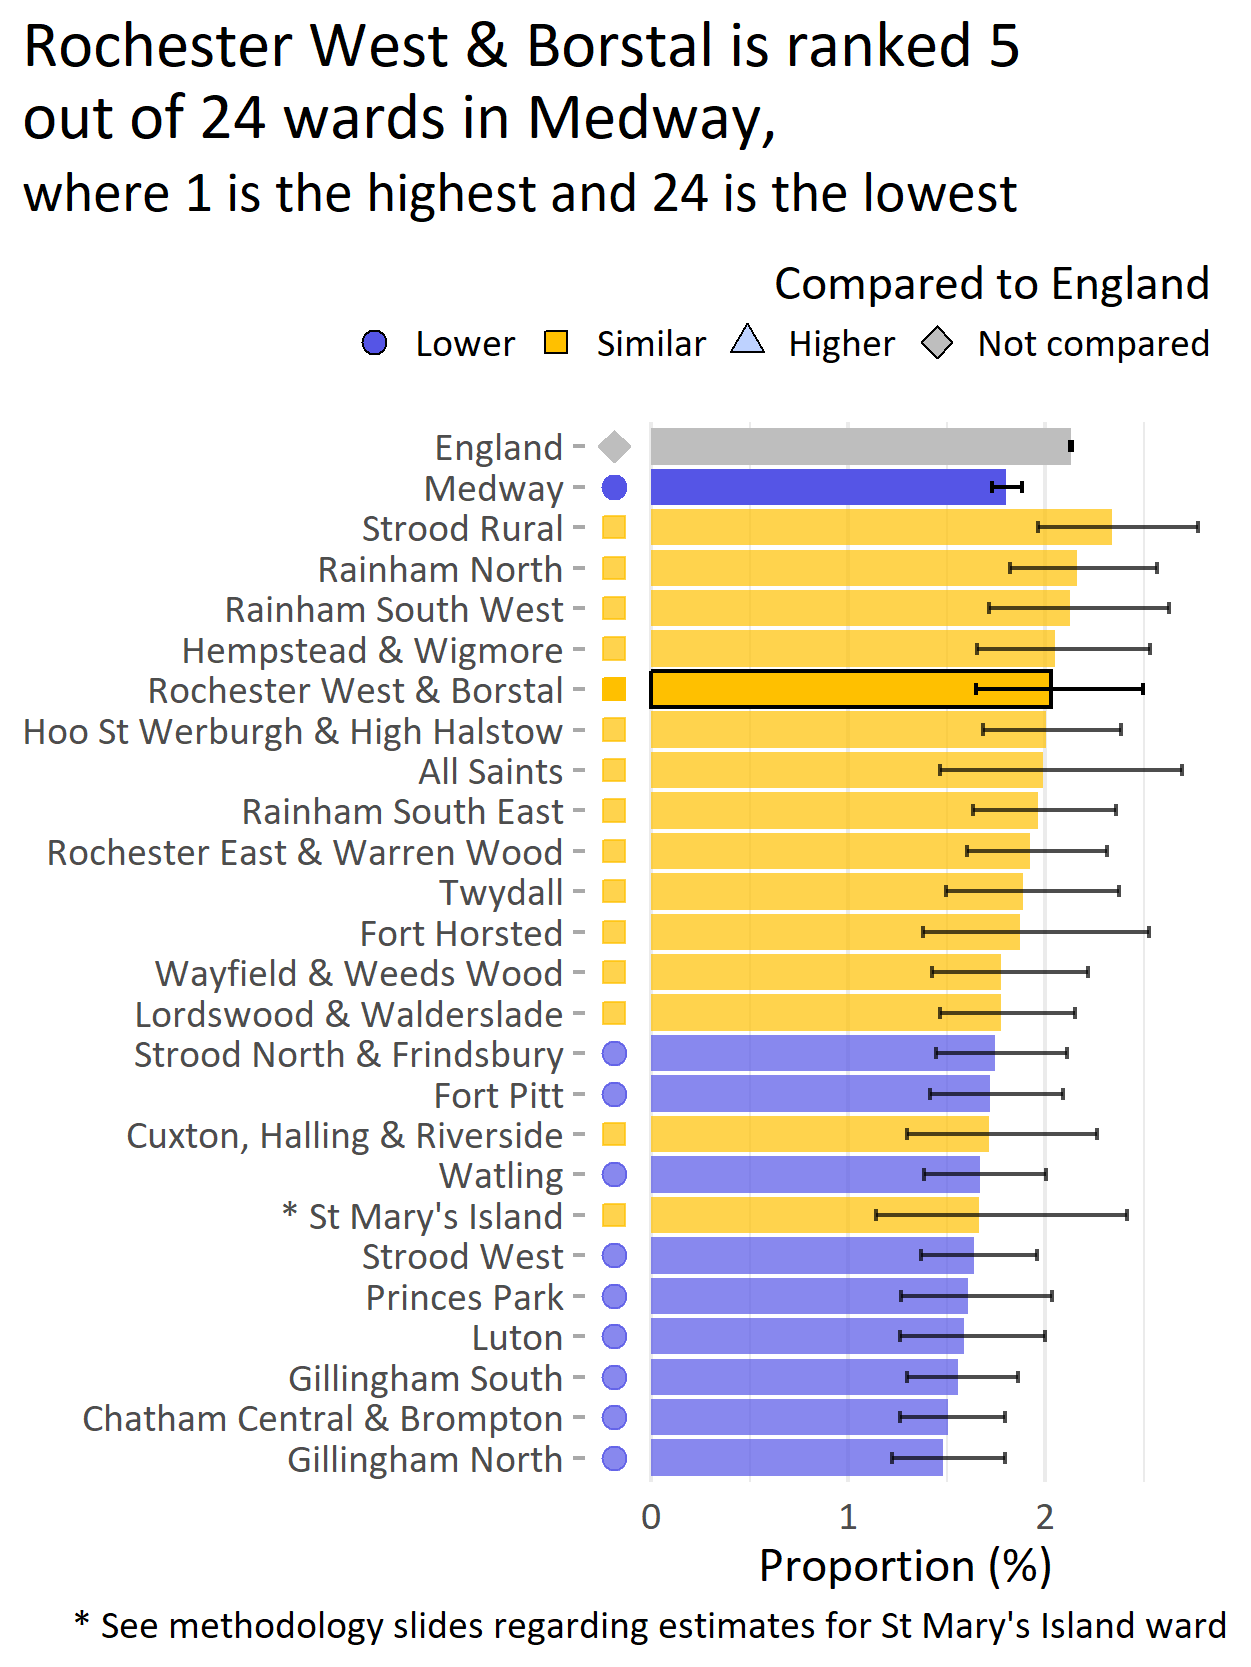 Rochester West & Borstal is ranked 5
out of 24 wards in Medway,
where 1 is the highest and 24 is the lowest
Compared to England
Lower Similar Higher Not compared
England
Medway
Strood Rural
Rainham North
Rainham South West
Hempstead & Wigmore
Rochester West & Borstal
Hoo St Werburgh & High Halstow
All Saints
Rainham South East
Rochester East & Warren Wood
Twydall
Fort Horsted
Wayfield & Weeds Wood
Lordswood & Walderslade
Strood North & Frindsbury
Fort Pitt
Cuxton, Halling & Riverside
Watling
* St Mary's Island
Strood West
Princes Park
Luton
Gillingham South
Chatham Central & Brompton
Gillingham North
0 1 2
Proportion (%)
* See methodology slides regarding estimates for St Mary's Island ward